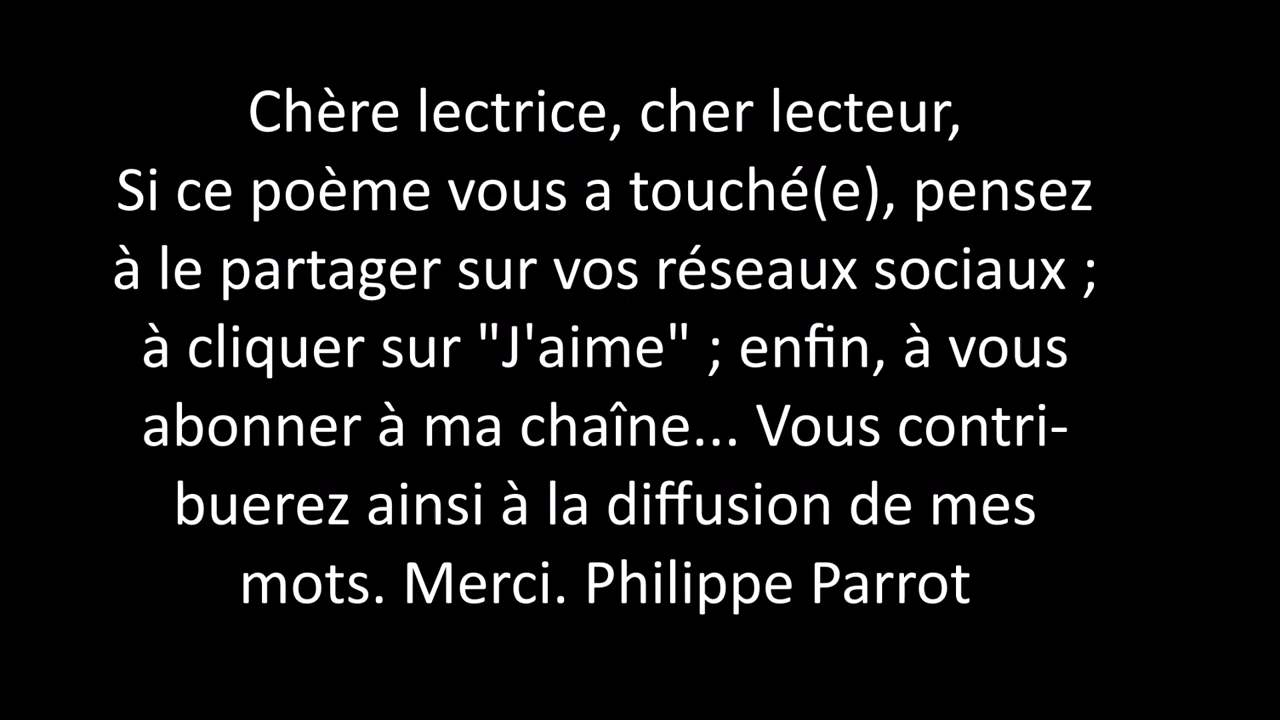 Chère lectrice, cher lecteur,
Si ce poème vous a touché(e), pensez
à le partager sur vos réseaux sociaux ;
à cliquer sur "J'aime" ; enfin, à vous
abonner à ma chaîne... Vous contri-
buerez ainsi à la diffusion de mes
mots. Merci. Philippe Parrot